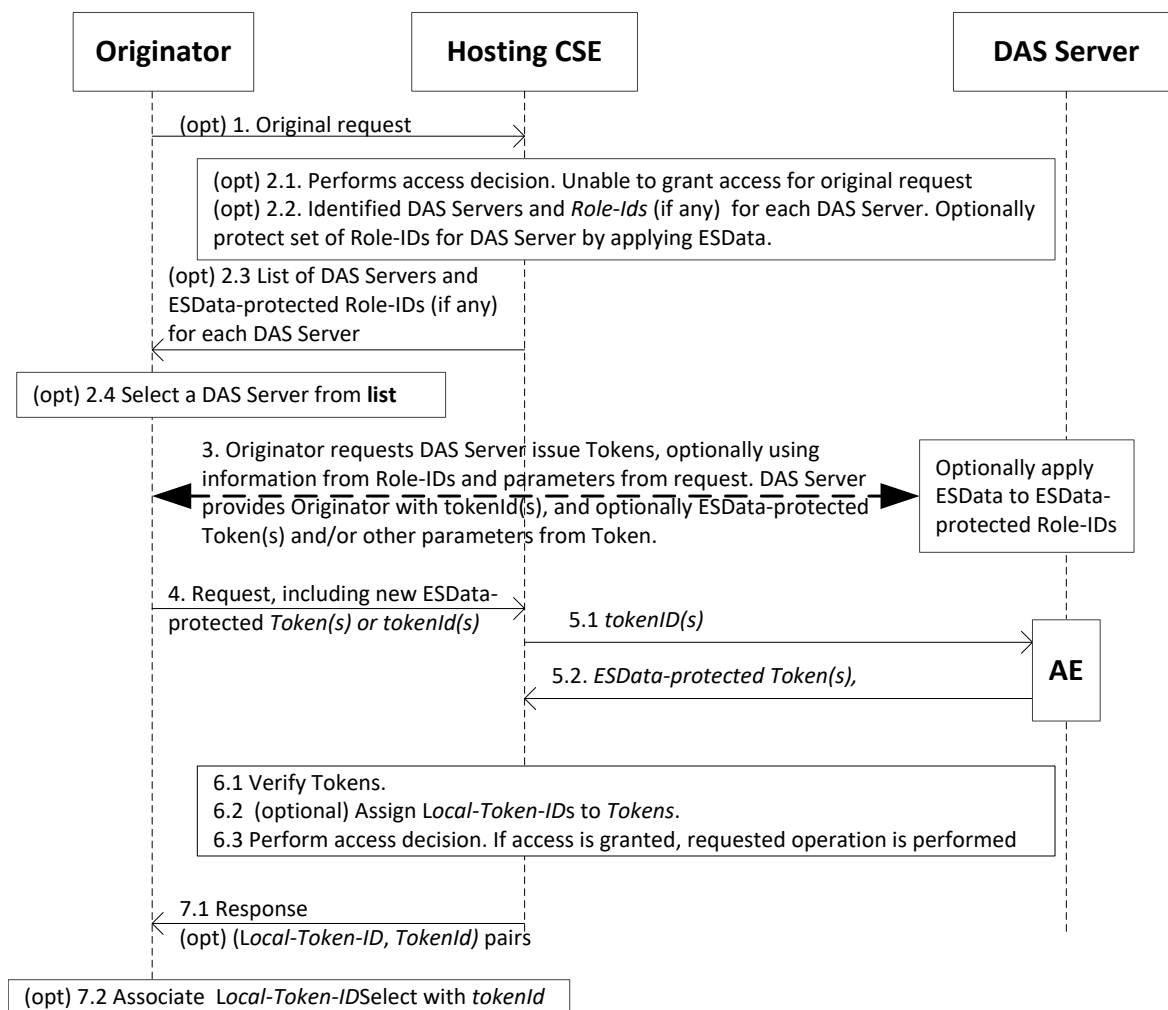 Originator
Hosting CSE
DAS Server
(opt) 1. Original request
(opt) 2.1. Performs access decision. Unable to grant access for original request
(opt) 2.2. Identified DAS Servers and Role-Ids (if any) for each DAS Server. Optionally
protect set of Role-IDs for DAS Server by applying ESData.
(opt) 2.3 List of DAS Servers and
ESData-protected Role-IDs (if any)
for each DAS Server
(opt) 2.4 Select a DAS Server from list
3. Originator requests DAS Server issue Tokens, optionally using
information from Role-IDs and parameters from request. DAS Server
provides Originator with tokenId(s), and optionally ESData-protected
Token(s) and/or other parameters from Token.
Optionally apply
ESData to ESData-
protected Role-IDs
4. Request, including new ESData-
protected Token(s) or tokenId(s)
5.1 tokenID(s)
5.2. ESData-protected Token(s),
AE
6.1 Verify Tokens.
6.2 (optional) Assign Local-Token-IDs to Tokens.
6.3 Perform access decision. If access is granted, requested operation is performed
7.1 Response
(opt) (Local-Token-ID, TokenId) pairs
(opt) 7.2 Associate Local-Token-IDSelect with tokenId